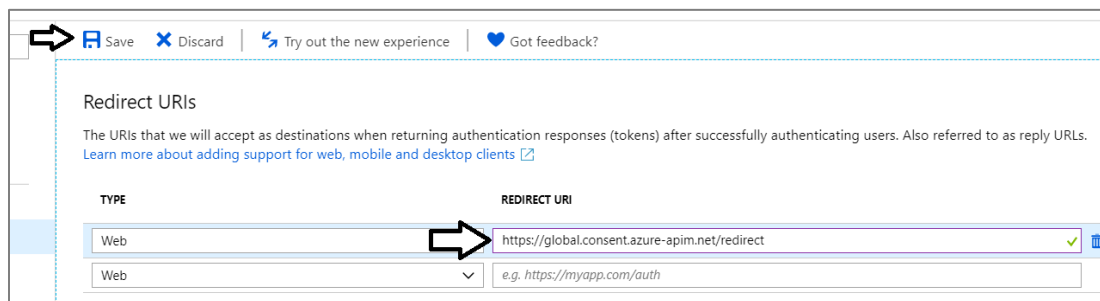 Save Discard Try out the new experience Got feedback?
Redirect URIs
The URIs that we will accept as destinations when returning authentication responses (tokens) after successfully authenticating users. Also referred to as reply URLs.
Learn more about adding support for web, mobile and desktop clients
TYPE REDIRECT URI
Web https://global.consent.azure-apim.net/redirect
Web e.g. https://myapp.com/auth